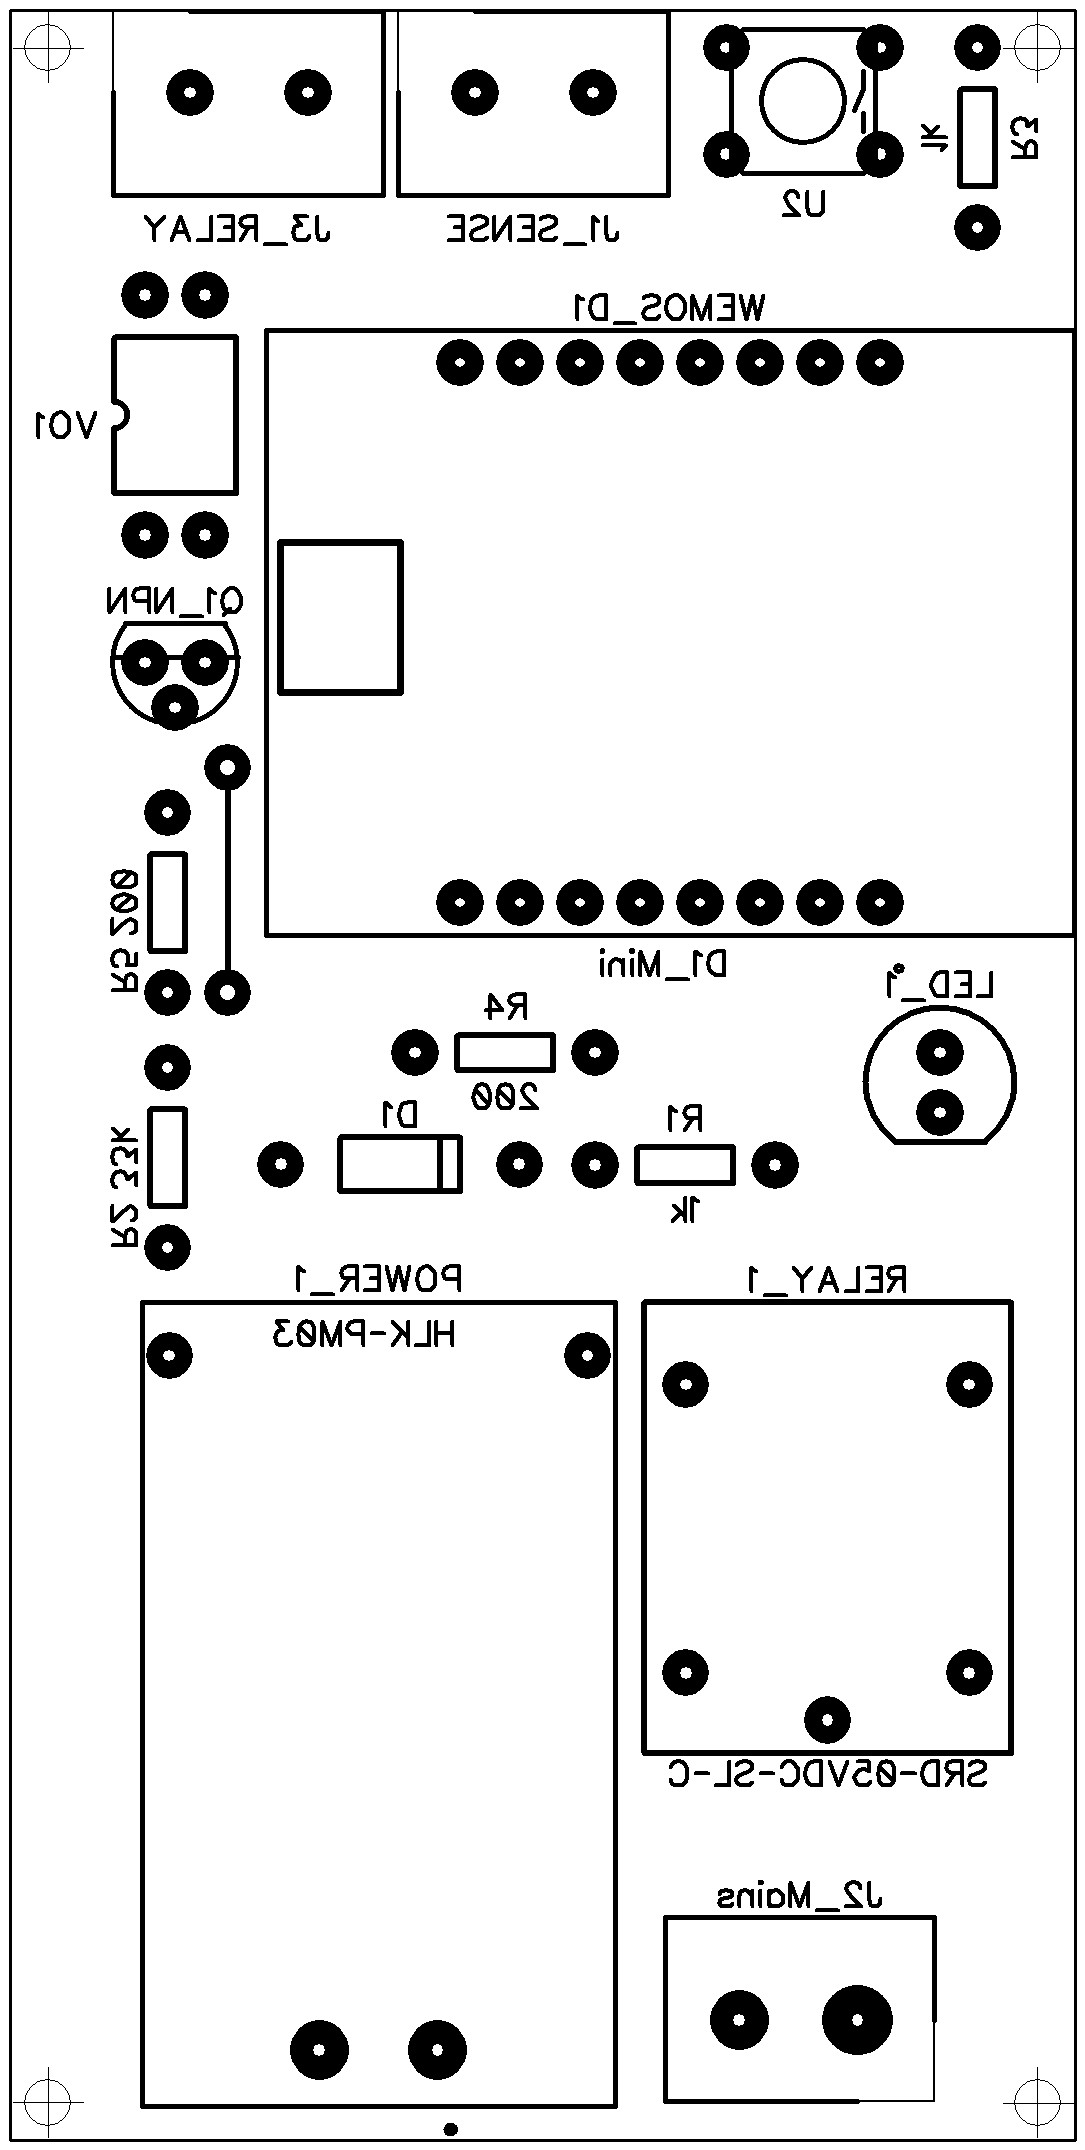 J3_RELAY
J1_SENSE
U2
1k
R3
WEMOS_D1
VO1
Q1_NPN
R5 200
D1_Mini
LED_1
R4
200
D1
R1
1k
R2 33k
POWER_1
HLK-PM03
RELAY_1
SRD-05VDC-SL-C
J2_Mains